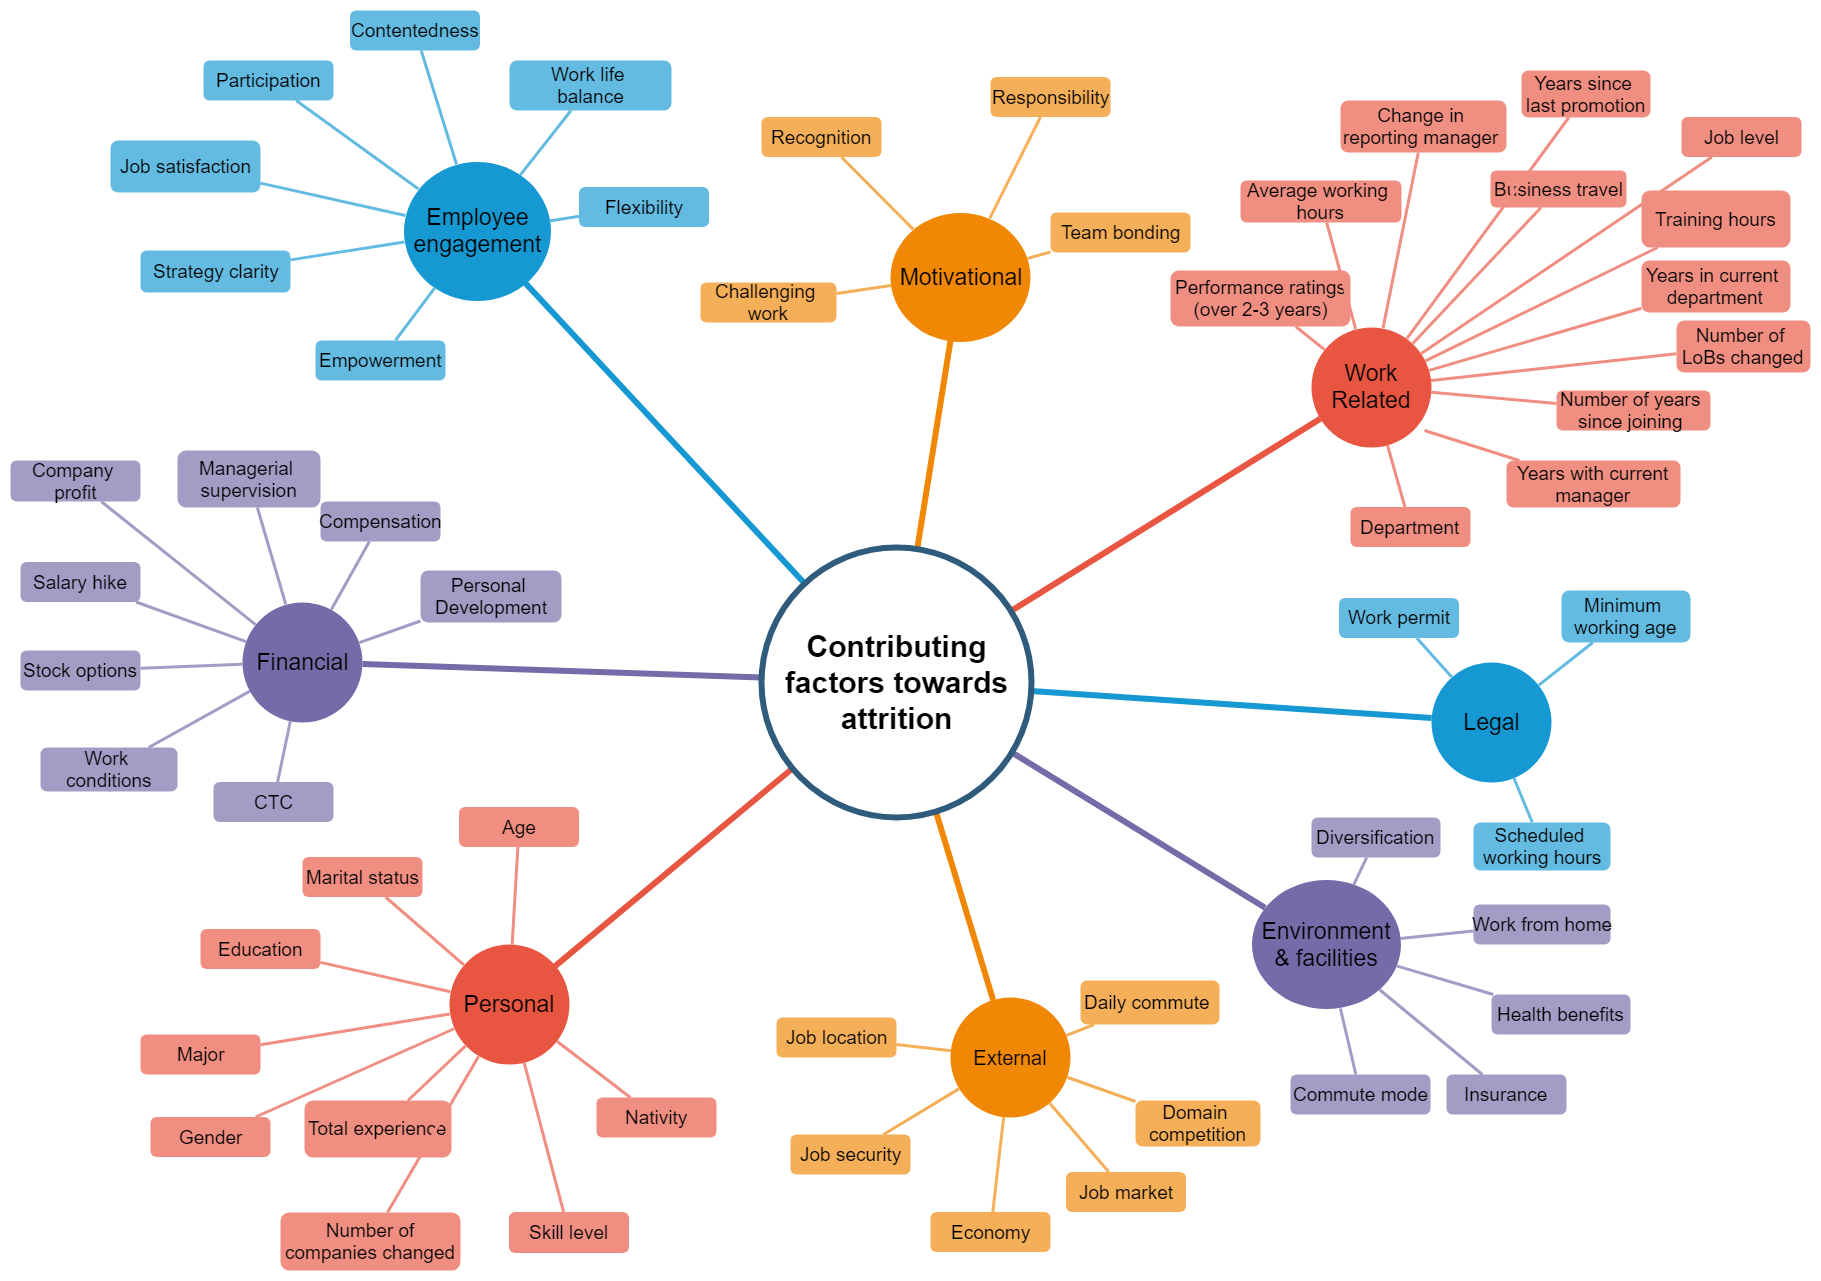 Contentedness
Participation
Work life
balance
Job satisfaction
Flexibility
Employee
engagement
Strategy clarity
Empowerment
Responsibility
Recognition
Team bonding
Motivational
Challenging
work
Years since
last promotion
Change in
reporting manager
Job level
Business travel
Average working
hours
Training hours
Performance ratings
(over 2-3 years)
Years in current
department
Number of
LoBs changed
Work
Related
Number of years
since joining
Years with current
manager
Department
Company
profit
Managerial
supervision
Compensation
Salary hike
Personal
Development
Financial
Stock options
Work
conditions
CTC
Contributing
factors towards
attrition
Work permit
Minimum
working age
Legal
Scheduled
working hours
Diversification
Work from home
Environment
& facilities
Health benefits
Commute mode
Insurance
Age
Marital status
Education
Personal
Major
Gender
Total experience
Nativity
Number of
companies changed
Skill level
Daily commute
Job location
External
Domain
competition
Job security
Job market
Economy